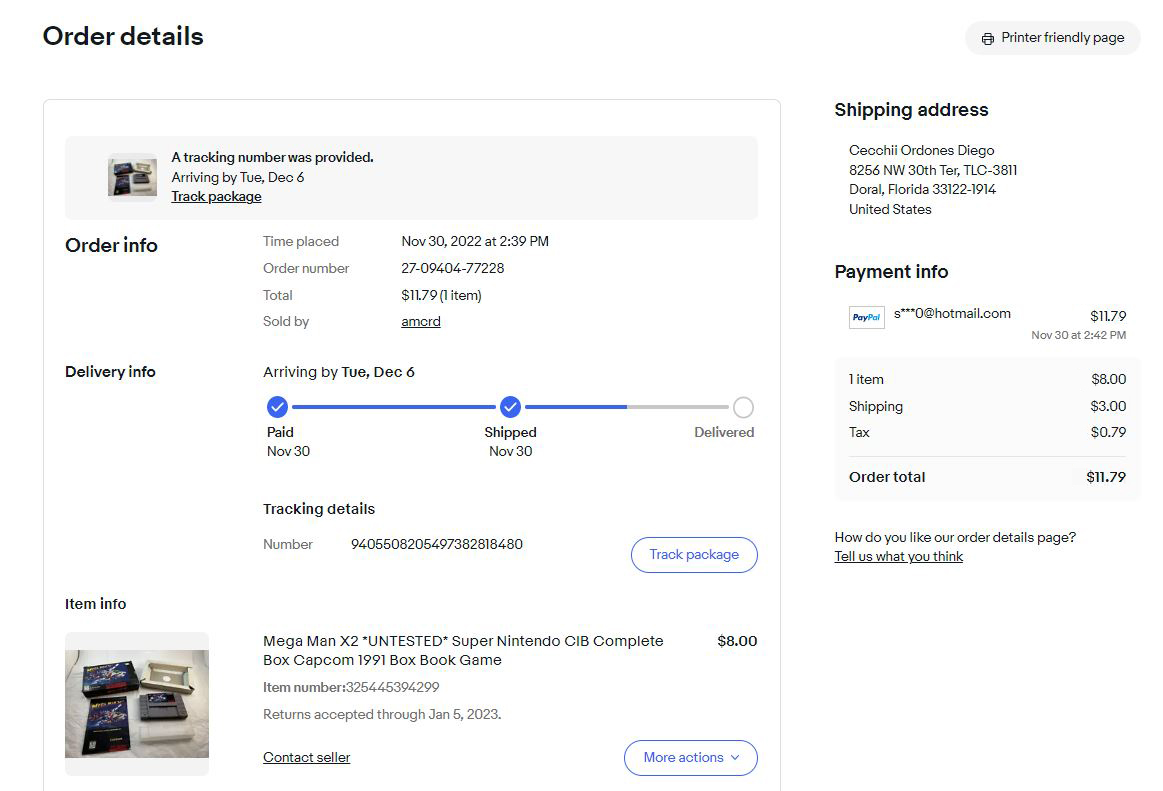 Order details
Printer friendly page
A tracking number was provided.
Arriving by Tue, Dec 6
Track package
Order info
Time placed Nov 30, 2022 at 2:39 PM
Order number 27-09404-77228
Total $11.79 (1 item)
Sold by amcrd
Delivery info
Arriving by Tue, Dec 6
Paid Shipped Delivered
Nov 30 Nov 30
Tracking details
Number 9405508205497382818480
Track package
Item info
Mega Man X2 *UNTESTED* Super Nintendo CIB Complete $8.00
Box Capcom 1991 Box Book Game
Item number:325445394299
Returns accepted through Jan 5, 2023.
Contact seller
More actions
Shipping address
Cecchii Ordones Diego
8256 NW 30th Ter, TLC-3811
Doral, Florida 33122-1914
United States
Payment info
PayPal s***0@hotmail.com $11.79
Nov 30 at 2:42 PM
1 item $8.00
Shipping $3.00
Tax $0.79
Order total $11.79
How do you like our order details page?
Tell us what you think